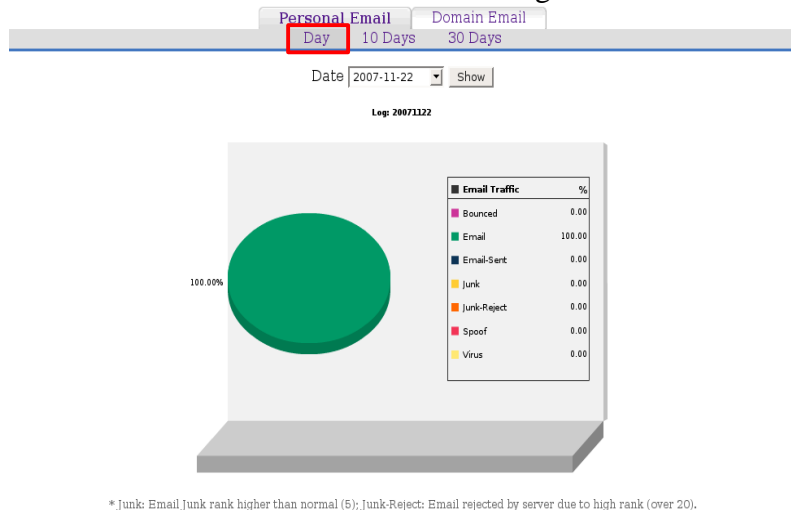 Personal Email Domain Email
Day 10 Days 30 Days
Date 2007-11-22 Show
Log: 20071122
Email Traffic %
Bounced 0.00
Email 100.00
Email-Sent 0.00
100.00%
Junk 0.00
Junk-Reject 0.00
Spoof 0.00
Virus 0.00
* Junk: Email Junk rank higher than normal (5); Junk-Reject: Email rejected by server due to high rank (over 20).